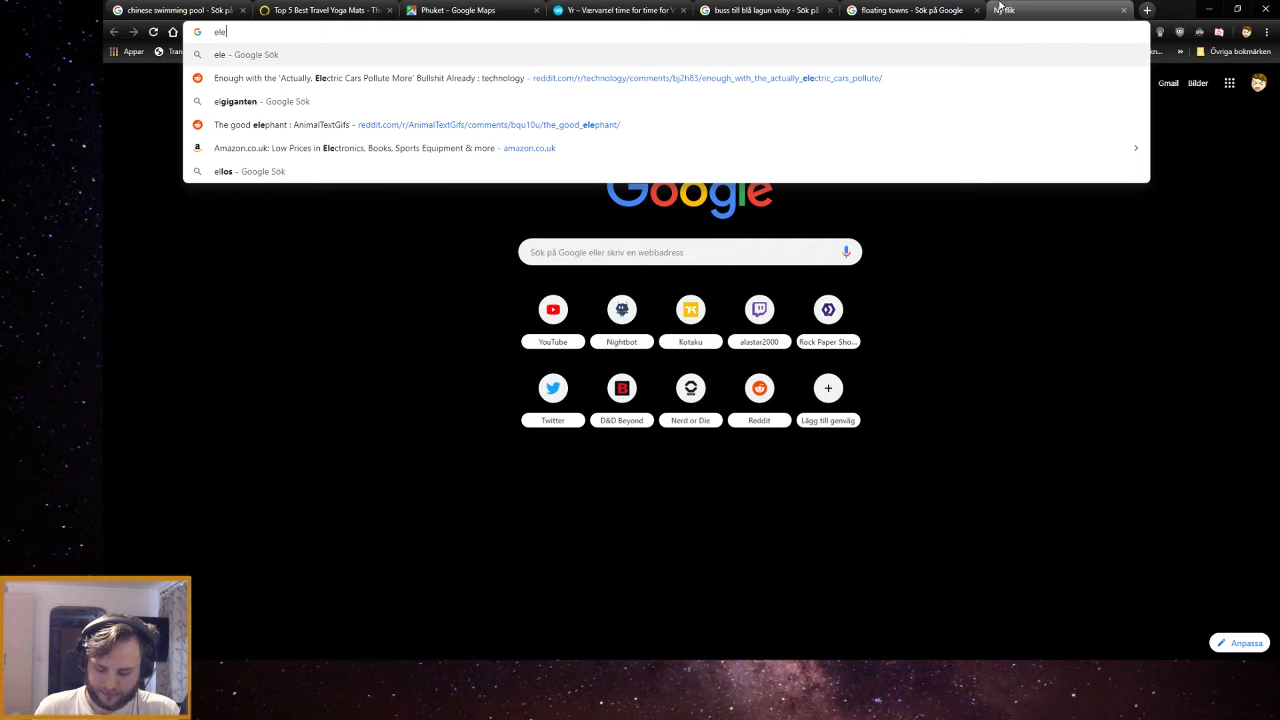 chinese swimming pool - Sök på
Top 5 Best Travel Yoga Mats - The
Phuket – Google Maps
Yr – Værvarsel time for time for V
buss till blå lagun visby - Sök på
floating towns - Sök på Google
Ny flik
ele
Appar
Övriga bokmärken
ele - Google Sök
Enough with the 'Actually, Electric Cars Pollute More' Bullshit Already : technology - reddit.com/r/technology/comments/bj2h83/enough_with_the_actually_electric_cars_pollute/
elgiganten - Google Sök
The good elephant : AnimalTextGifs - reddit.com/r/AnimalTextGifs/comments/bqu10u/the_good_elephant/
Amazon.co.uk: Low Prices in Electronics, Books, Sports Equipment & more - amazon.co.uk
ellos - Google Sök
Gmail Bilder
Google
Sök på Google eller skriv en webbadress
YouTube
Nightbot
Kotaku
alastar2000
Rock Paper Sho...
Twitter
D&D Beyond
Nerd or Die
Reddit
Lägg till genväg
Anpassa